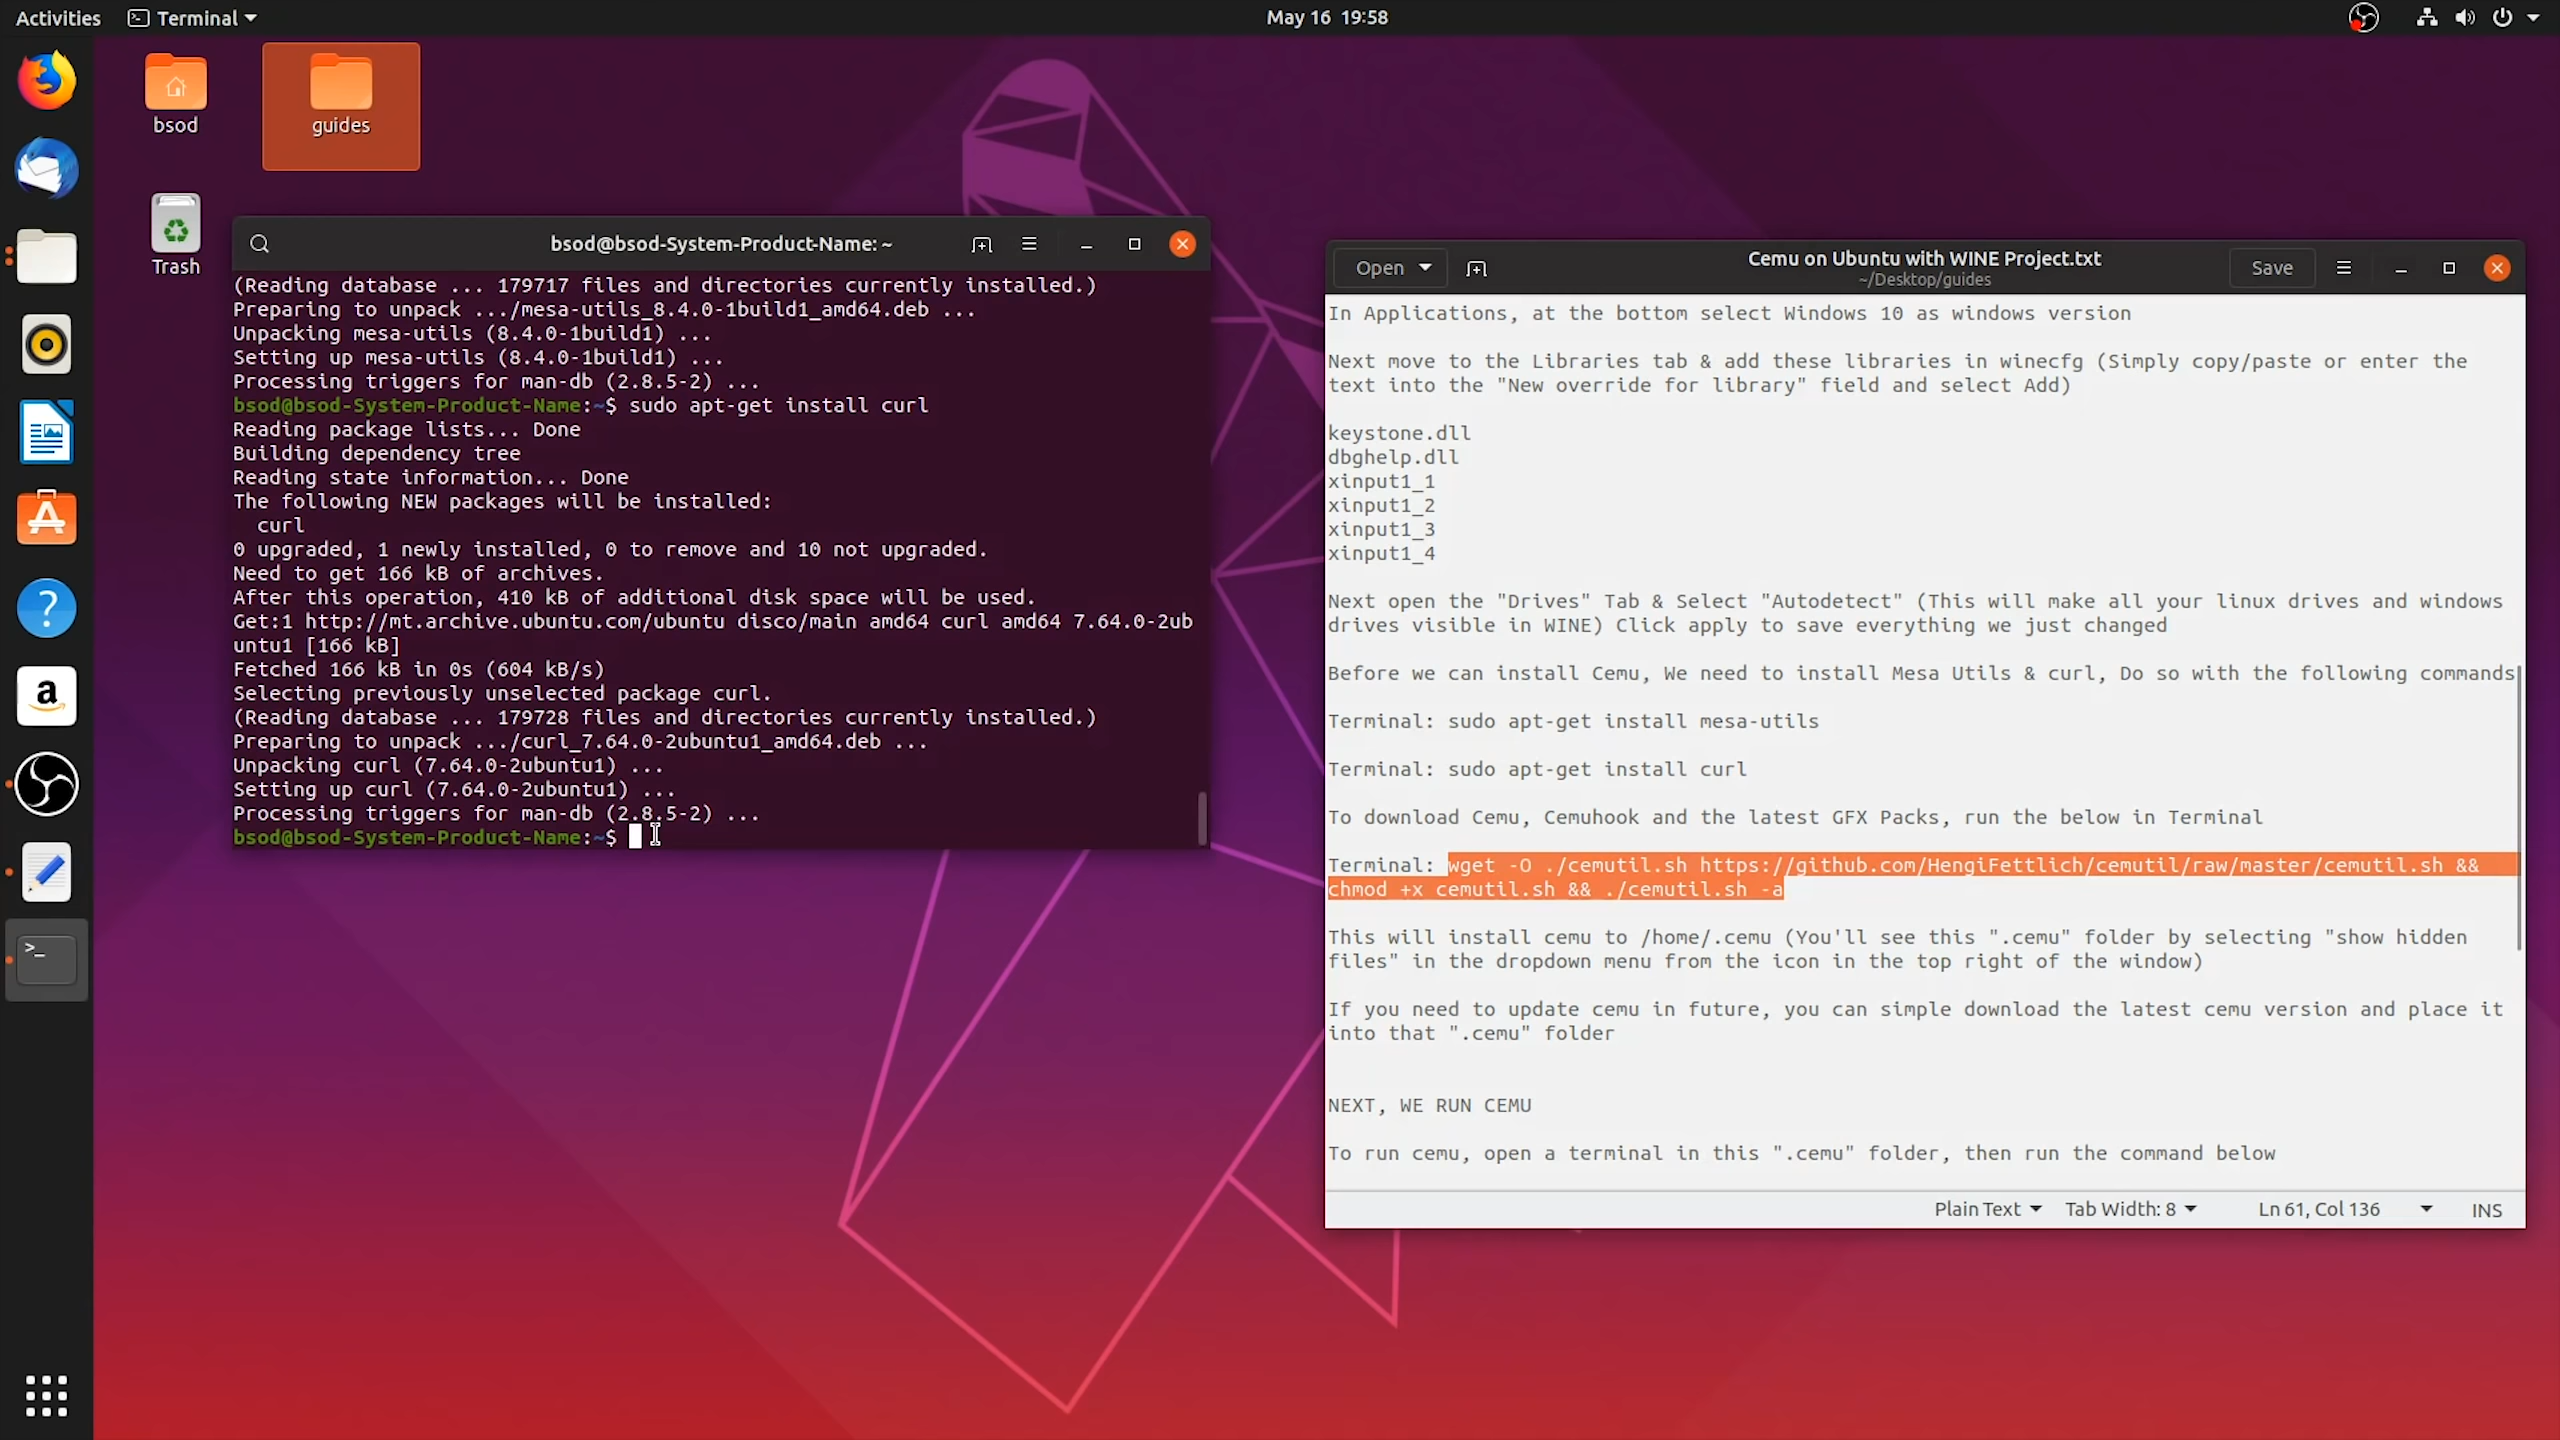 Activities
Terminal
May 16 19:58
bsod
guides
Trash
bsod@bsod-System-Product-Name: ~
(Reading database ... 179717 files and directories currently installed.)
Preparing to unpack .../mesa-utils_8.4.0-1build1_amd64.deb ...
Unpacking mesa-utils (8.4.0-1build1) ...
Setting up mesa-utils (8.4.0-1build1) ...
Processing triggers for man-db (2.8.5-2) ...
bsod@bsod-System-Product-Name:~$ sudo apt-get install curl
Reading package lists... Done
Building dependency tree
Reading state information... Done
The following NEW packages will be installed:
  curl
0 upgraded, 1 newly installed, 0 to remove and 10 not upgraded.
Need to get 166 kB of archives.
After this operation, 410 kB of additional disk space will be used.
Get:1 http://mt.archive.ubuntu.com/ubuntu disco/main amd64 curl amd64 7.64.0-2ub
untu1 [166 kB]
Fetched 166 kB in 0s (604 kB/s)
Selecting previously unselected package curl.
(Reading database ... 179728 files and directories currently installed.)
Preparing to unpack .../curl_7.64.0-2ubuntu1_amd64.deb ...
Unpacking curl (7.64.0-2ubuntu1) ...
Setting up curl (7.64.0-2ubuntu1) ...
Processing triggers for man-db (2.8.5-2) ...
bsod@bsod-System-Product-Name:~$
Open
Cemu on Ubuntu with WINE Project.txt
~/Desktop/guides
Save
In Applications, at the bottom select Windows 10 as windows version
Next move to the Libraries tab & add these libraries in winecfg (Simply copy/paste or enter the
text into the "New override for library" field and select Add)
keystone.dll
dbghelp.dll
xinput1_1
xinput1_2
xinput1_3
xinput1_4
Next open the "Drives" Tab & Select "Autodetect" (This will make all your linux drives and windows
drives visible in WINE) Click apply to save everything we just changed
Before we can install Cemu, We need to install Mesa Utils & curl, Do so with the following commands
Terminal: sudo apt-get install mesa-utils
Terminal: sudo apt-get install curl
To download Cemu, Cemuhook and the latest GFX Packs, run the below in Terminal
Terminal: wget -O ./cemutil.sh https://github.com/HengiFettlich/cemutil/raw/master/cemutil.sh &&
chmod +x cemutil.sh && ./cemutil.sh -a
This will install cemu to /home/.cemu (You'll see this ".cemu" folder by selecting "show hidden
files" in the dropdown menu from the icon in the top right of the window)
If you need to update cemu in future, you can simple download the latest cemu version and place it
into that ".cemu" folder
NEXT, WE RUN CEMU
To run cemu, open a terminal in this ".cemu" folder, then run the command below
Plain Text
Tab Width: 8
Ln 61, Col 136
INS